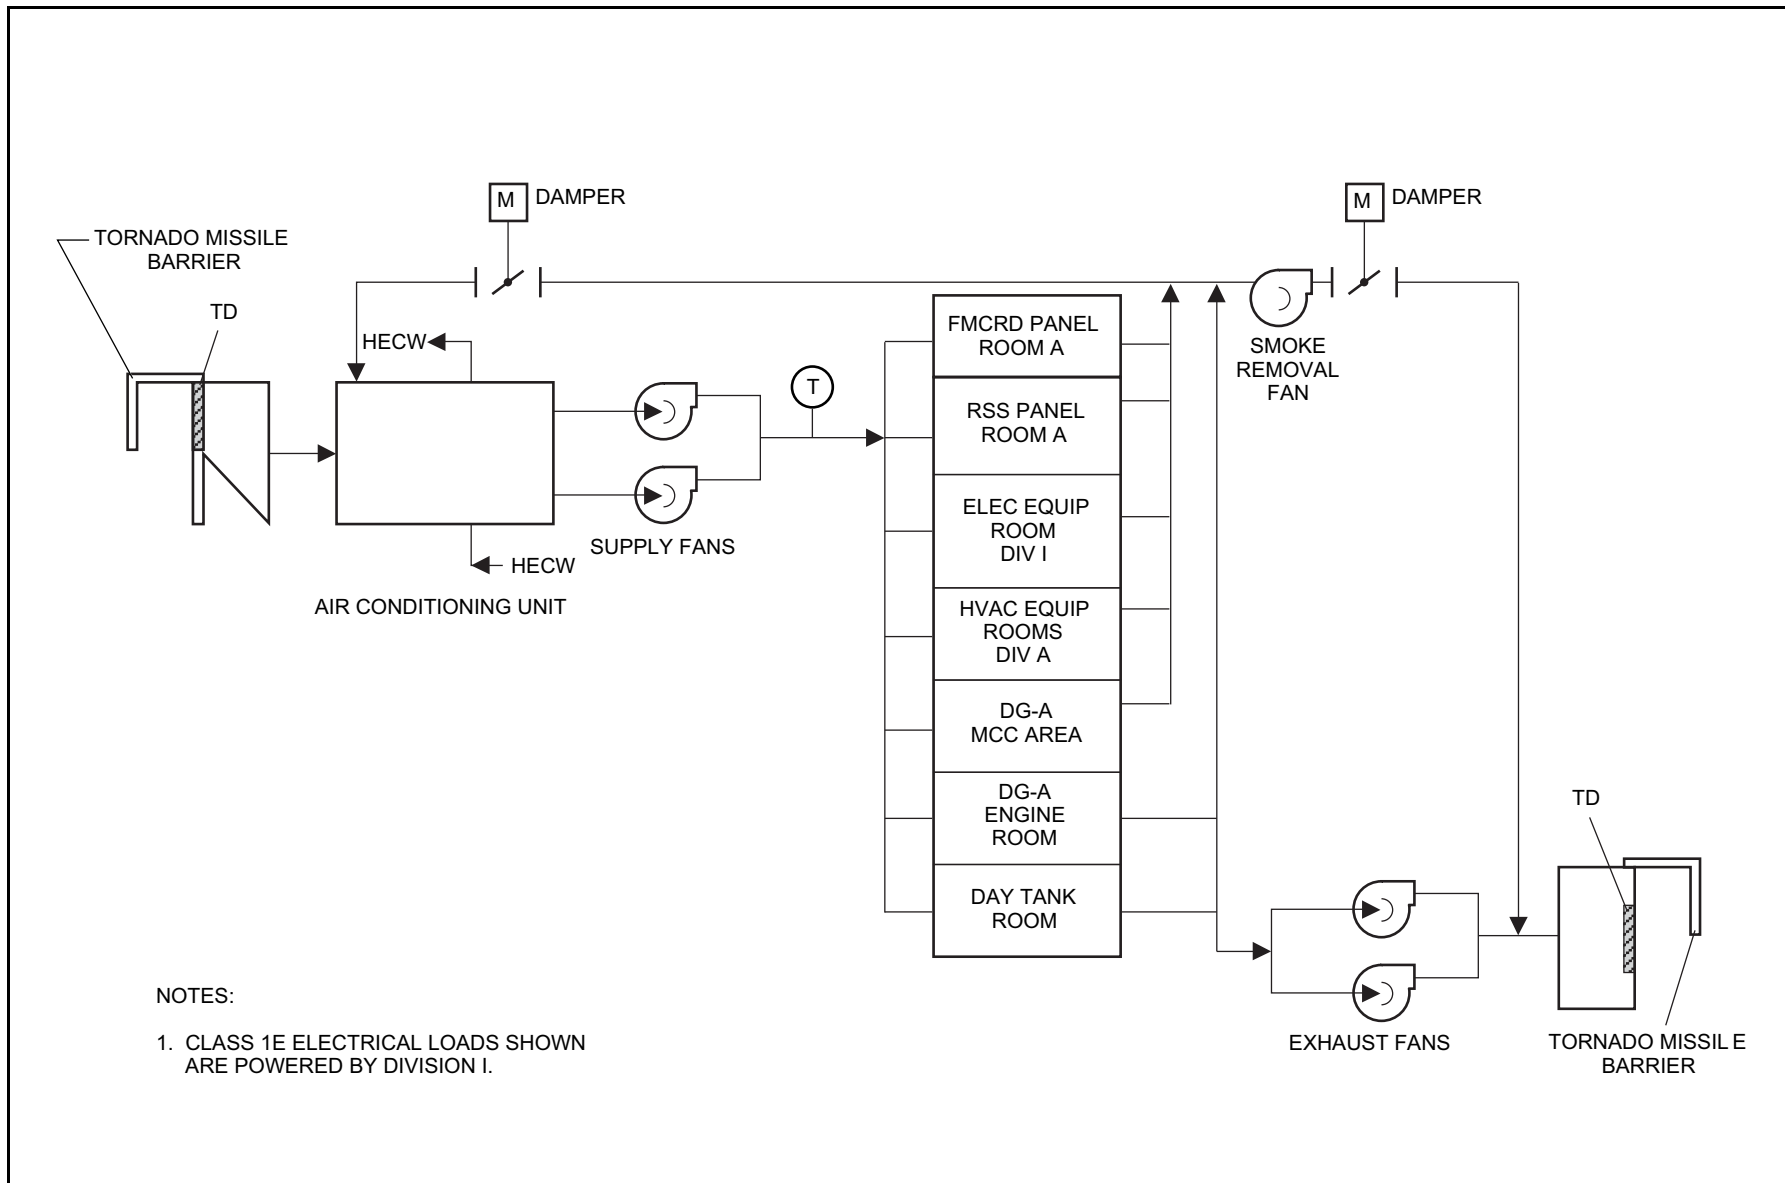 M
DAMPER
M
DAMPER
TORNADO MISSILE
BARRIER
TD
HECW
FMCRD PANEL
ROOM A
SMOKE
REMOVAL
FAN
T
RSS PANEL
ROOM A
ELEC EQUIP
ROOM
DIV I
SUPPLY FANS
HECW
AIR CONDITIONING UNIT
HVAC EQUIP
ROOMS
DIV A
DG-A
MCC AREA
DG-A
ENGINE
ROOM
TD
DAY TANK
ROOM
EXHAUST FANS
TORNADO MISSIL E
BARRIER
NOTES:
1. CLASS 1E ELECTRICAL LOADS SHOWN
ARE POWERED BY DIVISION I.